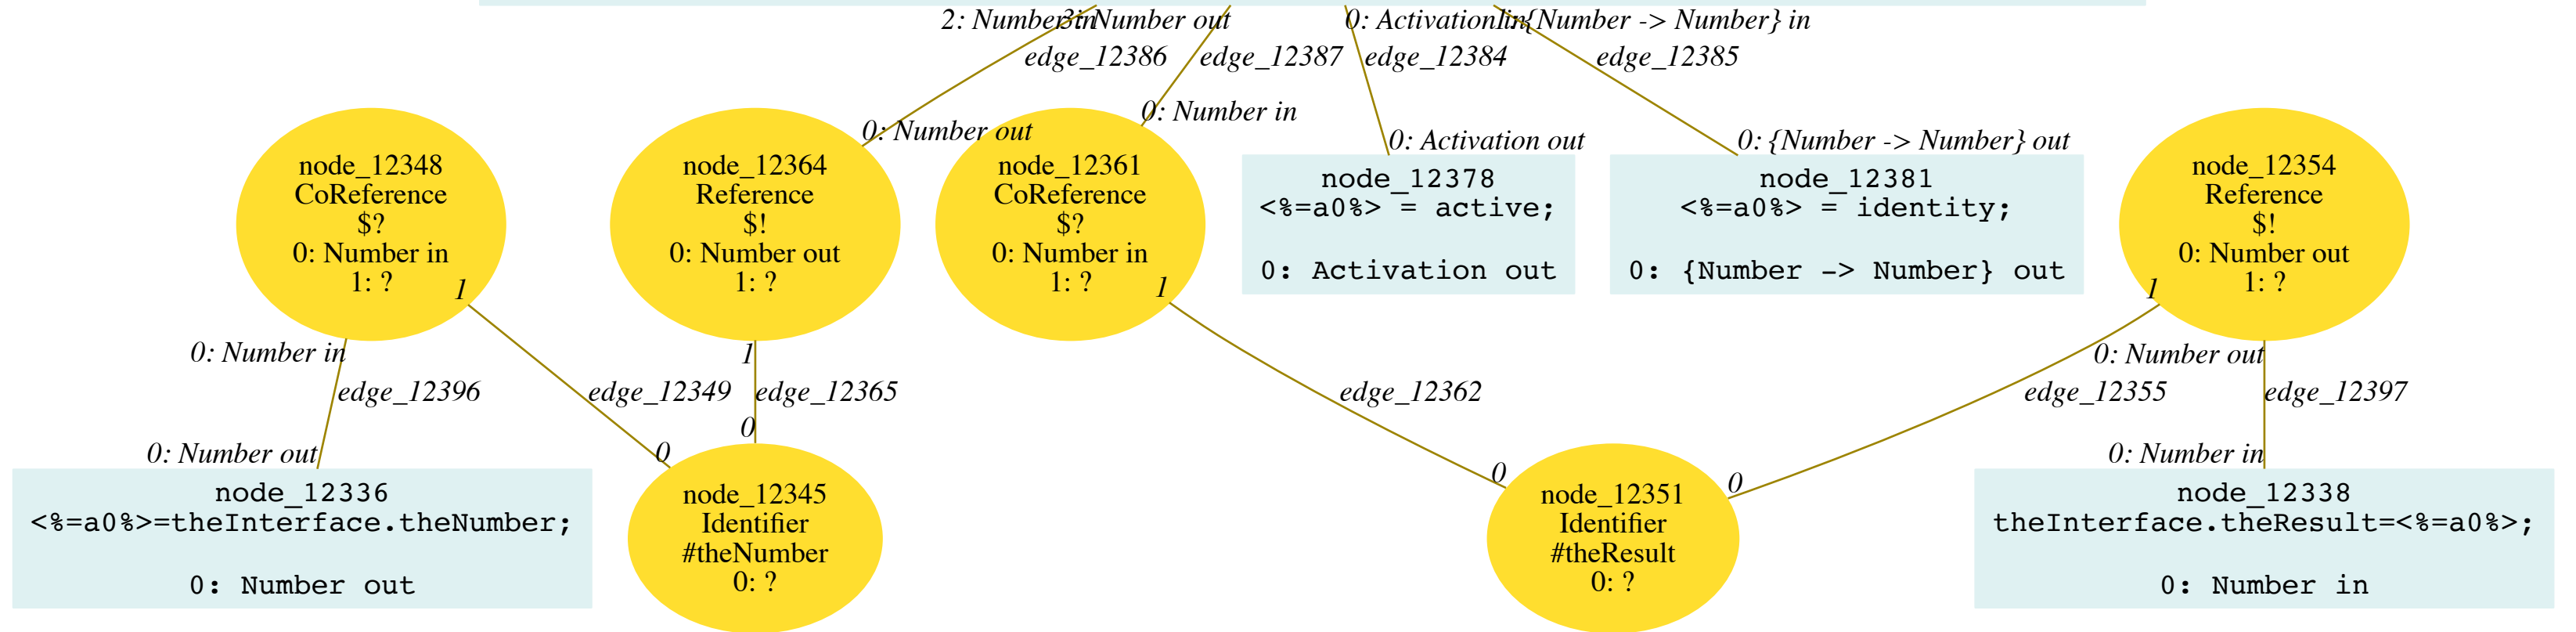 2: Number in
3: Number out
0: Activation in
1: {Number -> Number} in
edge_12386
edge_12387
edge_12384
edge_12385
0: Number out
0: Number in
0: Activation out
0: {Number -> Number} out
node_12348
CoReference
$?
0: Number in
1: ?
1
node_12364
Reference
$!
0: Number out
1: ?
node_12361
CoReference
$?
0: Number in
1: ?
1
node_12378
<%=a0%> = active;
0: Activation out
node_12381
<%=a0%> = identity;
0: {Number -> Number} out
node_12354
Reference
$!
0: Number out
1: ?
1
0: Number in
1
0: Number out
edge_12396
edge_12349
edge_12365
edge_12362
edge_12355
edge_12397
0: Number out
0
0
0
0
0: Number in
node_12336
<%=a0%>=theInterface.theNumber;
0: Number out
node_12345
Identifier
#theNumber
0: ?
node_12351
Identifier
#theResult
0: ?
node_12338
theInterface.theResult=<%=a0%>;
0: Number in